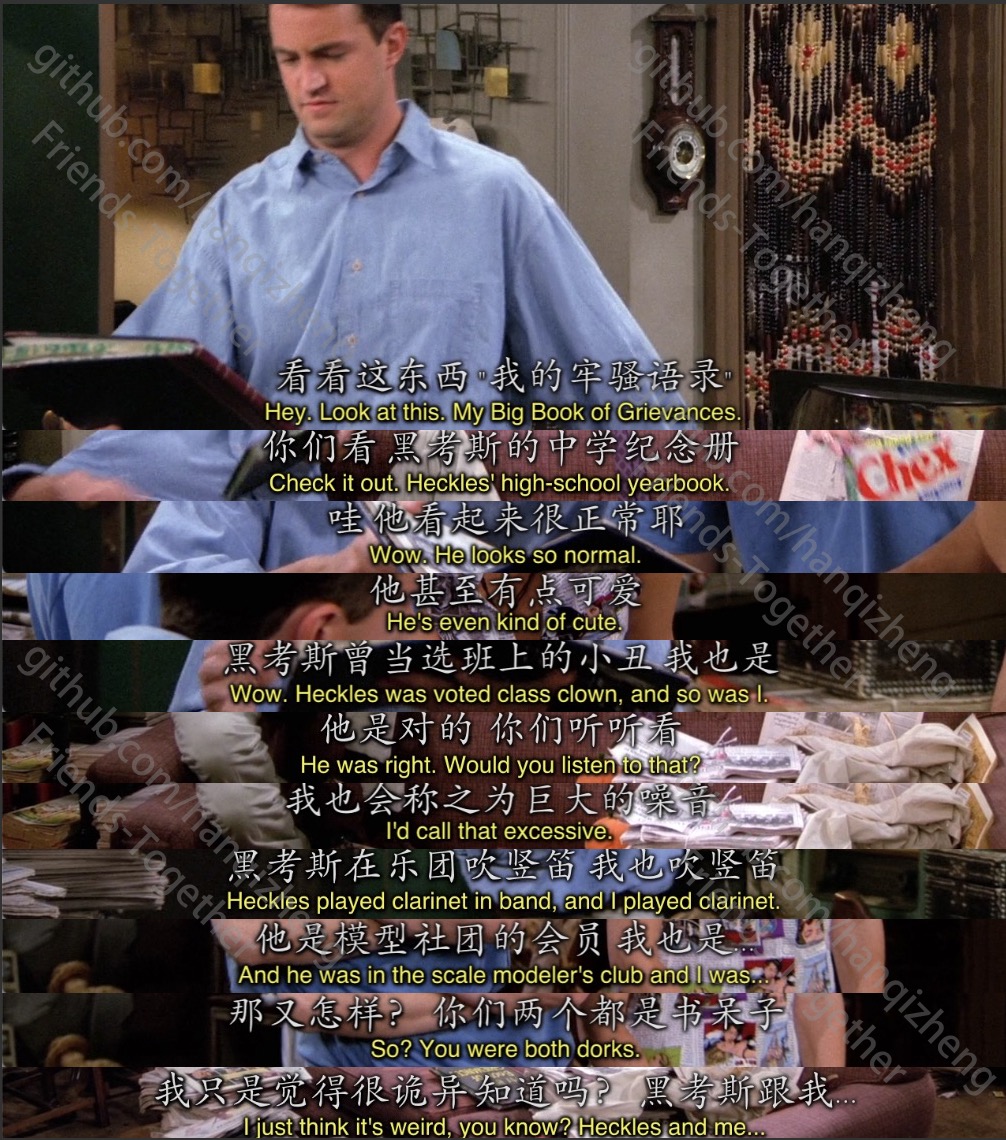 github.com/hanqizheng
Friends-Together
github.com/hanqizheng
Friends-Together
看看这东西 "我的牢骚语录"
Hey. Look at this. My Big Book of Grievances.
你们看 黑考斯的中学纪念册
Chex
Check it out. Heckles' high-school yearbook.
哇 他看起来很正常耶
Wow. He looks so normal.
他甚至有点可爱
He's even kind of cute.
黑考斯曾当选班上的小丑 我也是
Wow. Heckles was voted class clown, and so was I.
github.com/hanqizheng
Friends-Together
他是对的 你们听听看
He was right. Would you listen to that?
我也会称之为巨大的噪音
I'd call that excessive.
黑考斯在乐团吹竖笛 我也吹竖笛
Heckles played clarinet in band, and I played clarinet.
他是模型社团的会员 我也是...
And he was in the scale modeler's club and I was...
那又怎样? 你们两个都是书呆子
So? You were both dorks.
我只是觉得很诡异知道吗? 黑考斯跟我...
I just think it's weird, you know? Heckles and me...